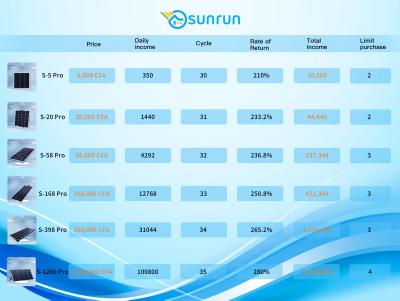 sunrun
Price Daily income Cycle Rate of Return Total income Limit purchase
S-5 Pro 5,000 CFA 350 30 210% 10,500 2
S-20 Pro 20,000 CFA 1440 31 233.2% 44,640 2
S-58 Pro 58,000 CFA 4292 32 236.8% 137,344 3
S-168 Pro 168,000 CFA 12768 33 250.8% 421,344 3
S-398 Pro 398,000 CFA 31044 34 265.2% 3
S-1260 Pro CFA 100800 35 280% 4